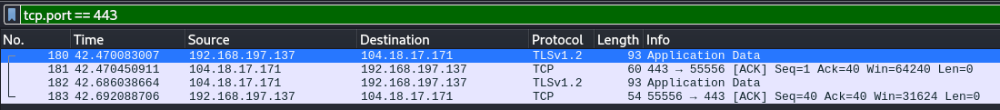 tcp.port == 443
No. Time Source Destination Protocol Length Info
180 42.470083007 192.168.197.137 104.18.17.171 TLSv1.2 93 Application Data
181 42.470450911 104.18.17.171 192.168.197.137 TCP 60 443 → 55556 [ACK] Seq=1 Ack=40 Win=64240 Len=0
182 42.686038664 104.18.17.171 192.168.197.137 TLSv1.2 93 Application Data
183 42.692088706 192.168.197.137 104.18.17.171 TCP 54 55556 → 443 [ACK] Seq=40 Ack=40 Win=31624 Len=0